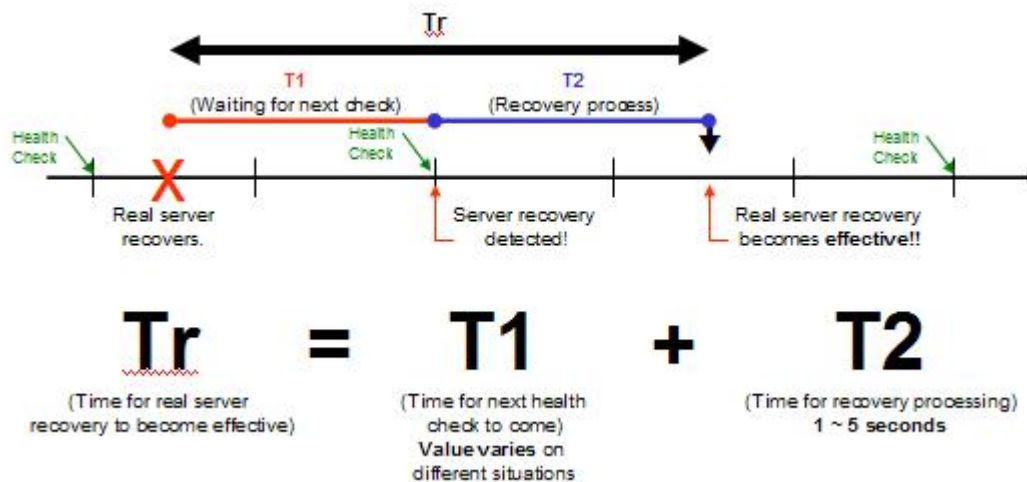 Tr
T1
(Waiting for next check)
T2
(Recovery process)
Health
Check
Health
Check
Health
Check
X
Real server
recovers.
Server recovery
detected!
Real server recovery
becomes effective!!
Tr = T1 + T2
(Time for real server
recovery to become effective)
(Time for next health
check to come)
Value varies on
different situations
(Time for recovery processing)
1 ~ 5 seconds